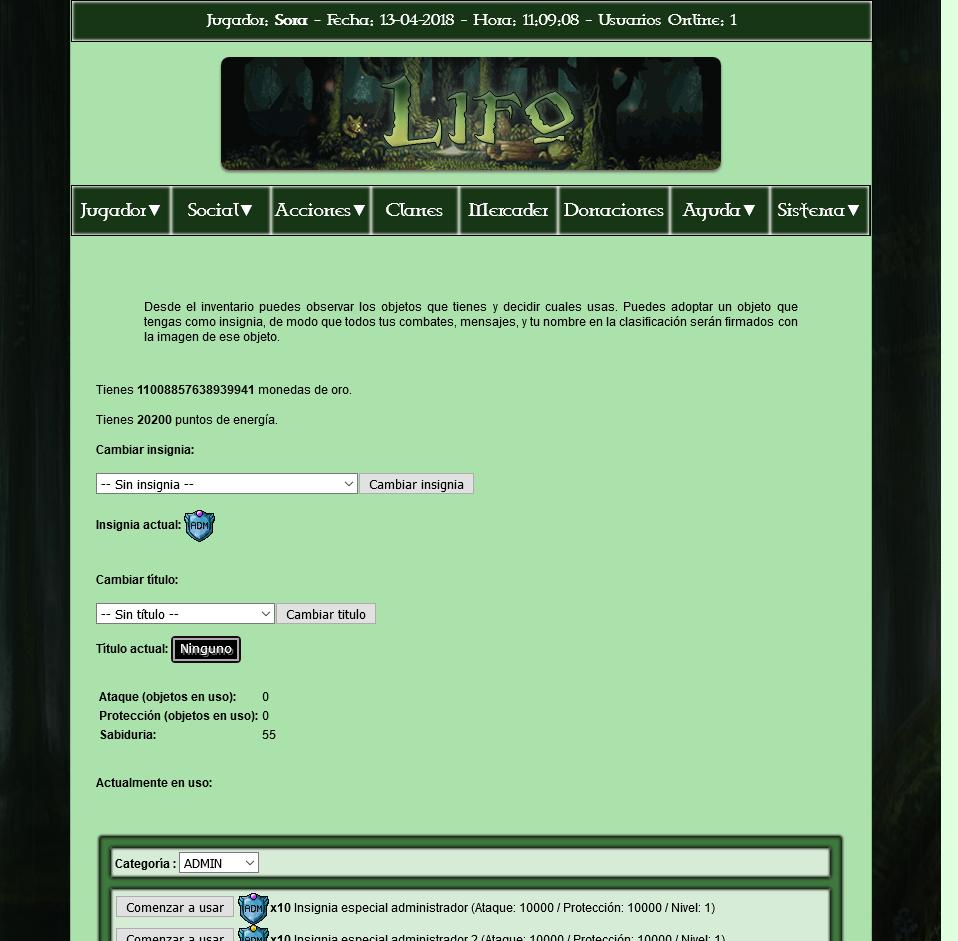 Jugador: Sora - Fecha: 13-04-2018 - Hora: 11:09:08 - Usuarios Online: 1
Lifo
Jugador▼ Social▼ Acciones▼ Clanes Mercader Donaciones Ayuda▼ Sistema▼
Desde el inventario puedes observar los objetos que tienes y decidir cuales usas. Puedes adoptar un objeto que
tengas como insignia, de modo que todos tus combates, mensajes, y tu nombre en la clasificación serán firmados con
la imagen de ese objeto.
Tienes 11008857638939941 monedas de oro.
Tienes 20200 puntos de energía.
Cambiar insignia:
-- Sin insignia -- Cambiar insignia
Insignia actual: ADM
Cambiar título:
-- Sin título -- Cambiar titulo
Título actual: Ninguno
Ataque (objetos en uso): 0
Protección (objetos en uso): 0
Sabiduria: 55
Actualmente en uso:
Categoría : ADMIN
Comenzar a usar ADM x10 Insignia especial administrador (Ataque: 10000 / Protección: 10000 / Nivel: 1)
Comenzar a usar ADM x10 Insignia especial administrador 2 (Ataque: 10000 / Protección: 10000 / Nivel: 1)